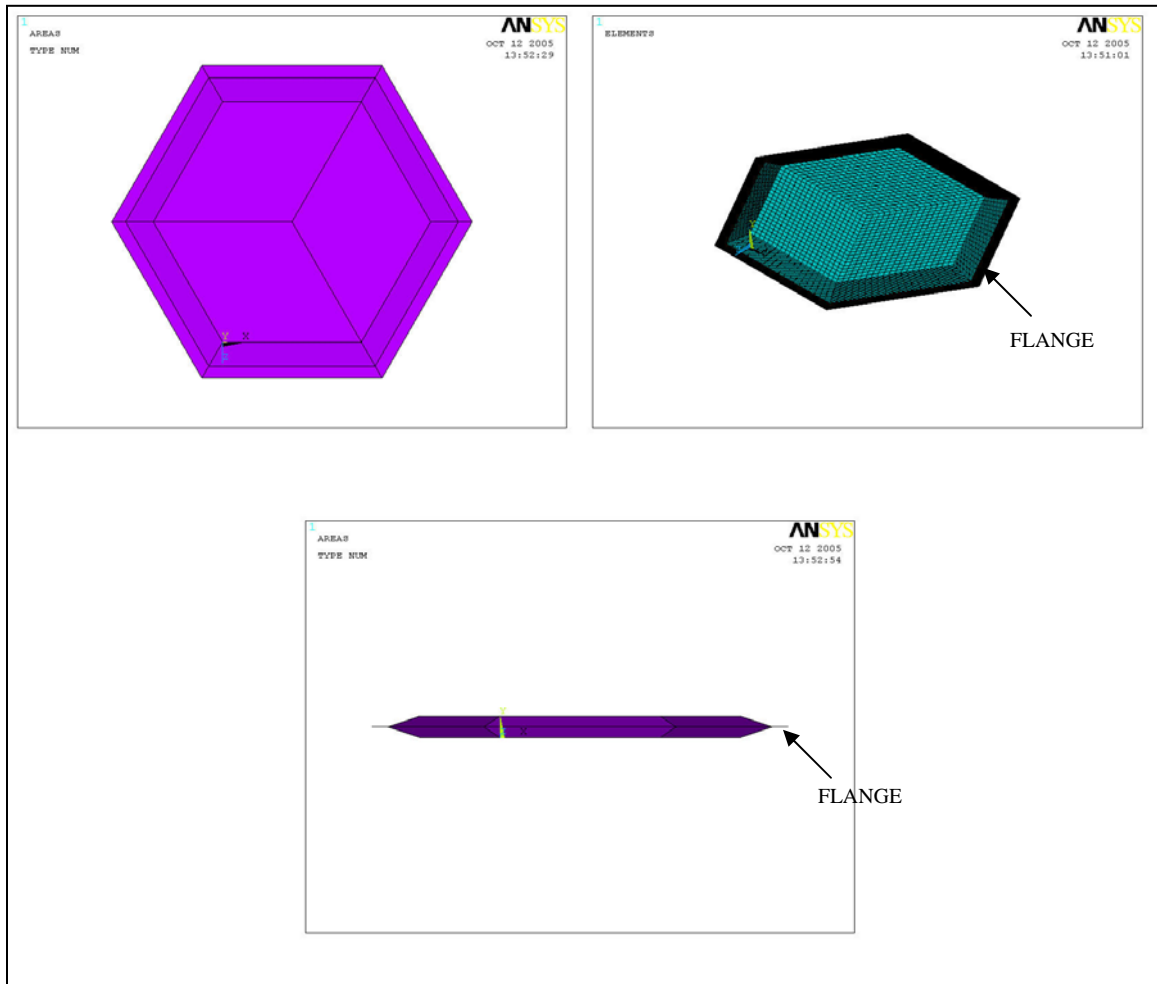 1
AREAS
TYPE NUM
ANSYS
OCT 12 2005
13:52:29
Y X
Z
1
ELEMENTS
ANSYS
OCT 12 2005
13:51:01
Y
FLANGE
1
AREAS
TYPE NUM
ANSYS
OCT 12 2005
13:52:54
Y
X
FLANGE